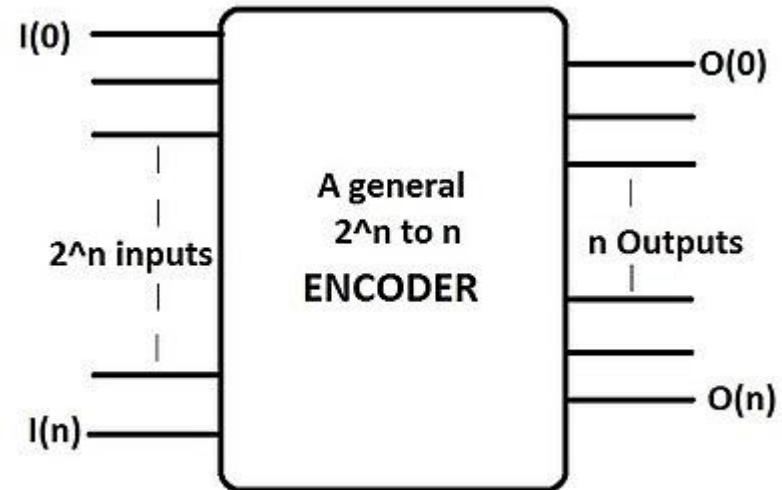 I(0)
O(0)
A general
2^n to n
ENCODER
2^n inputs
n Outputs
I(n)
O(n)